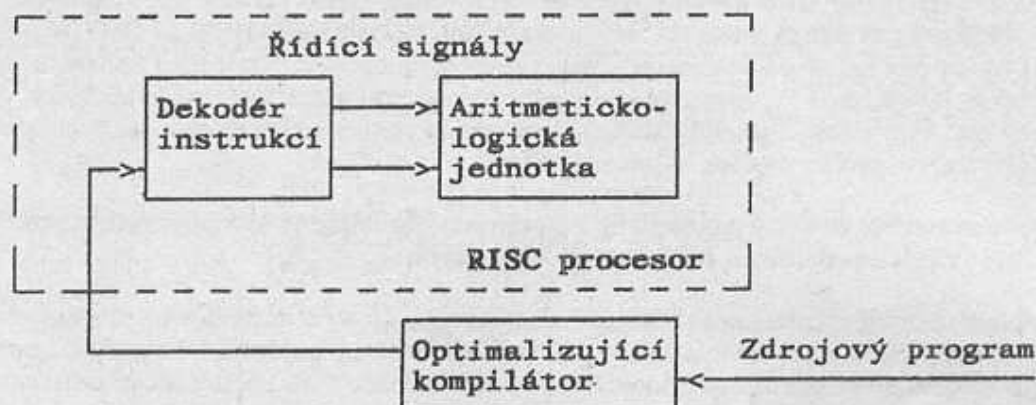 Řídící signály
Dekodér
instrukcí
Aritmeticko-
logická
jednotka
RISC procesor
Optimalizující
kompilátor
Zdrojový program